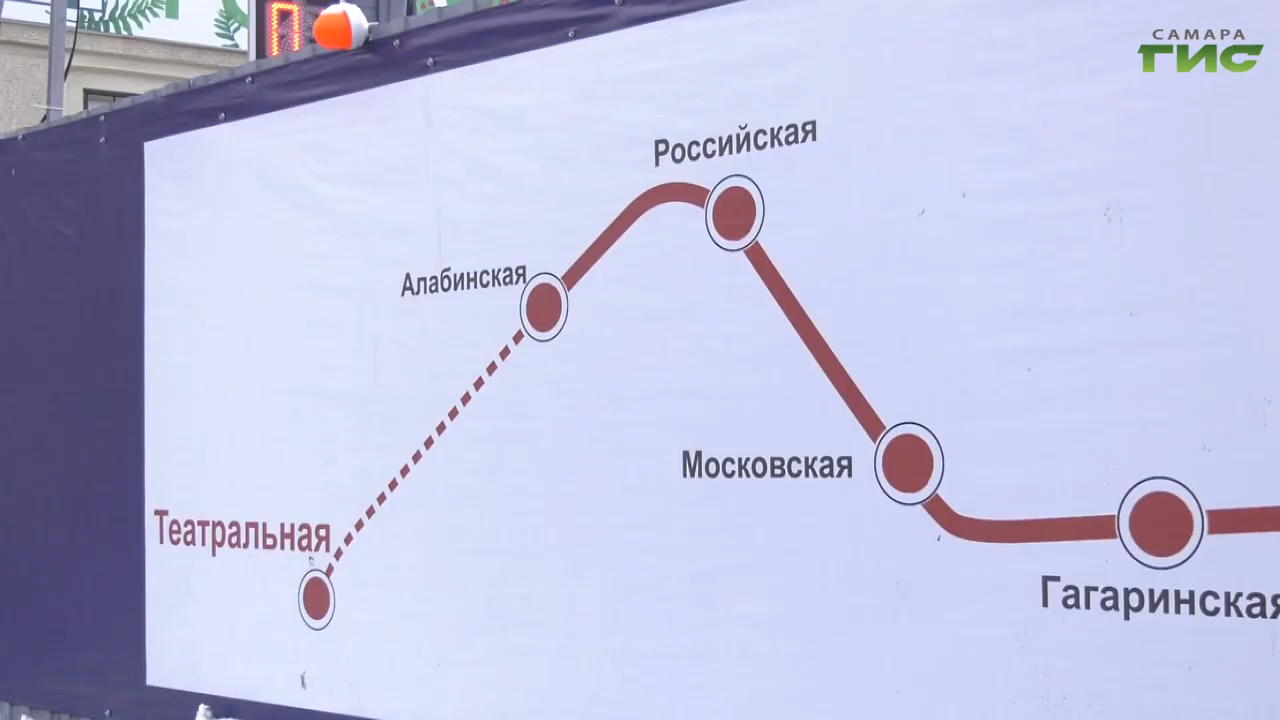 П
САМАРА
ГИС
Российская
Алабинская
Московская
Театральная
Гагаринская